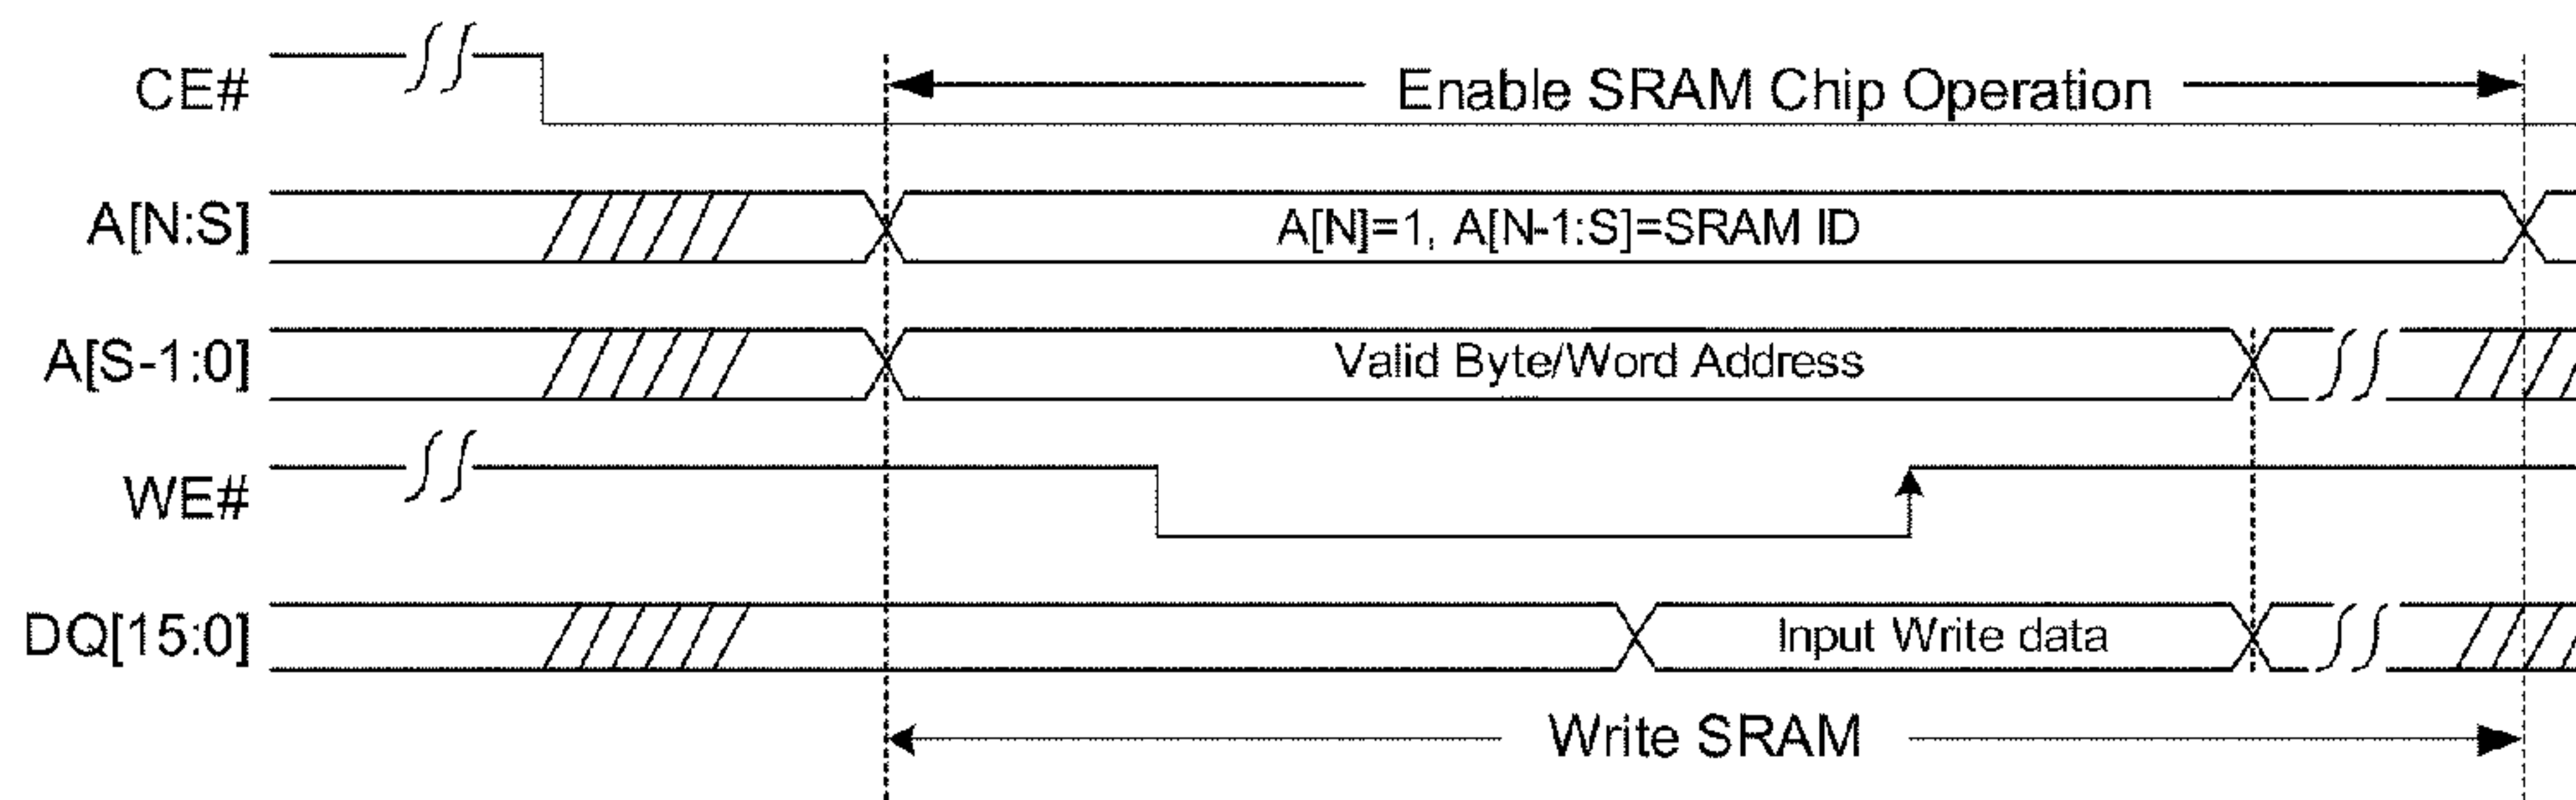 CE# Enable SRAM Chip Operation
A[N:S] A[N]=1, A[N-1:S]=SRAM ID
A[S-1:0] Valid Byte/Word Address
WE#
DQ[15:0] Input Write data
Write SRAM